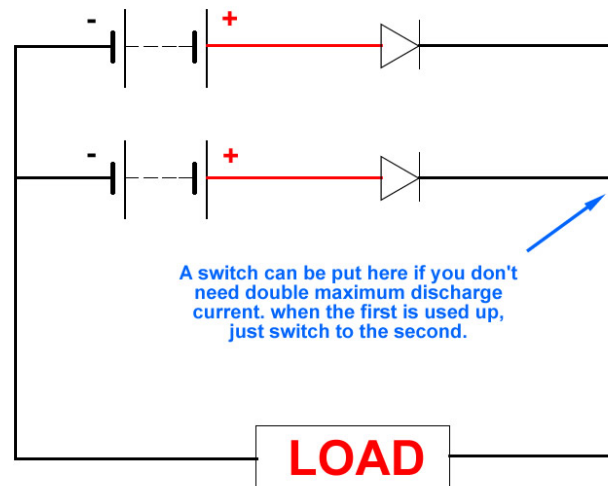 - +
- +
A switch can be put here if you don't
need double maximum discharge
current. when the first is used up,
just switch to the second.
LOAD